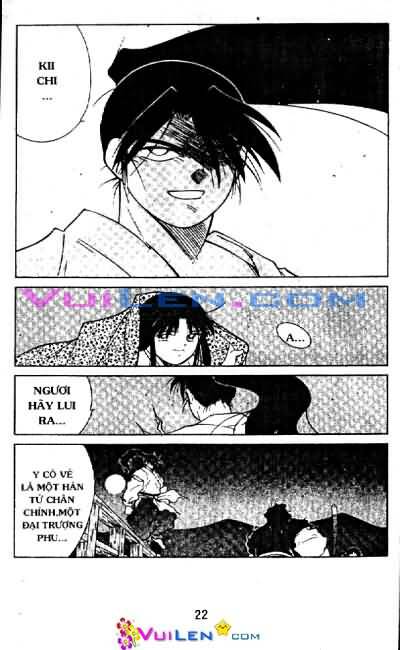 KII
CHI
...
VUILEN.COM
A...
NGƯƠI
HÃY LUI
RA...
Y CÓ VẺ
LÀ MỘT HÁN
TỬ CHÂN
CHÍNH,MỘT
ĐẠI TRƯỢNG
PHU...
22
VUILEN
.COM